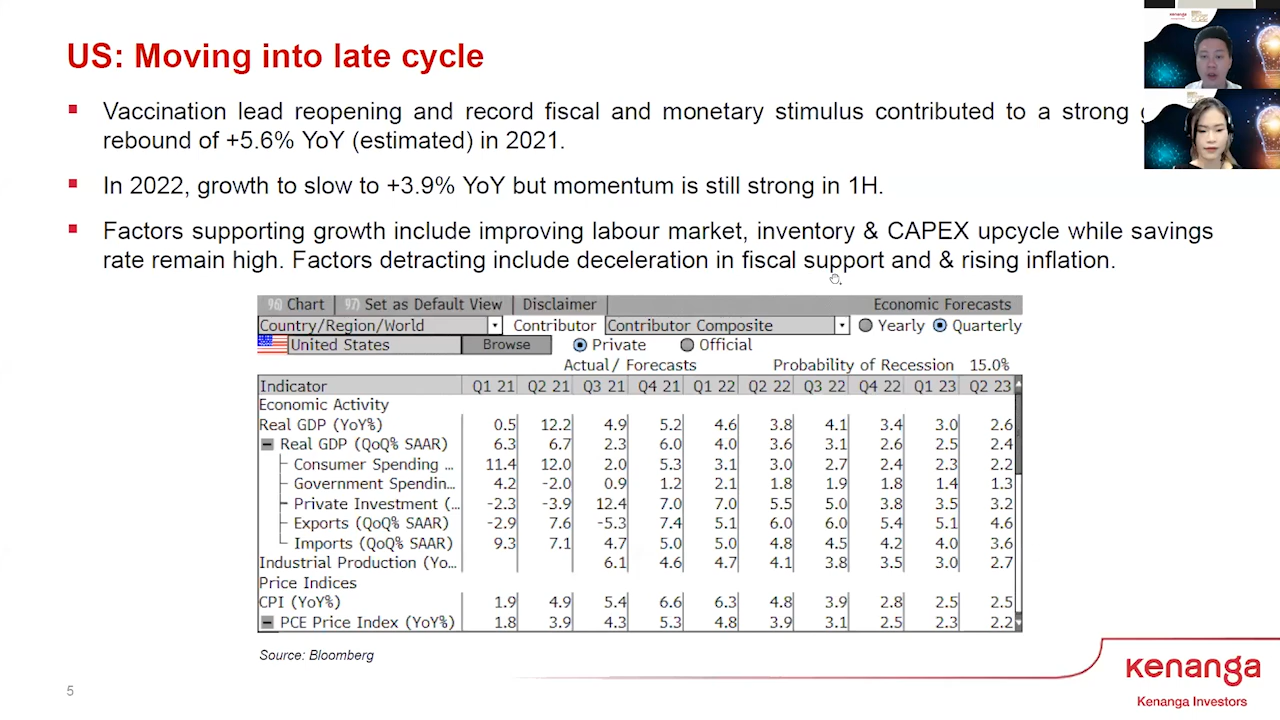 US: Moving into late cycle
Vaccination lead reopening and record fiscal and monetary stimulus contributed to a strong
rebound of +5.6% YoY (estimated) in 2021.
In 2022, growth to slow to +3.9% YoY but momentum is still strong in 1H.
Factors supporting growth include improving labour market, inventory & CAPEX upcycle while savings
rate remain high. Factors detracting include deceleration in fiscal support and & rising inflation.
96) Chart 97) Set as Default View Disclaimer Economic Forecasts
Country/Region/World Contributor Contributor Composite Yearly Quarterly
United States Browse Private Official
Actual/ Forecasts Probability of Recession 15.0%
Indicator Q1 21 Q2 21 Q3 21 Q4 21 Q1 22 Q2 22 Q3 22 Q4 22 Q1 23 Q2 23
Economic Activity
Real GDP (YoY%) 0.5 12.2 4.9 5.2 4.6 3.8 4.1 3.4 3.0 2.6
Real GDP (QoQ% SAAR) 6.3 6.7 2.3 6.0 4.0 3.6 3.1 2.6 2.5 2.4
Consumer Spending ... 11.4 12.0 2.0 5.3 3.1 3.0 2.7 2.4 2.3 2.2
Government Spendin... 4.2 -2.0 0.9 1.2 2.1 1.8 1.9 1.8 1.4 1.3
Private Investment (... -2.3 -3.9 12.4 7.0 7.0 5.5 5.0 3.8 3.5 3.2
Exports (QoQ% SAAR) -2.9 7.6 -5.3 7.4 5.1 6.0 6.0 5.4 5.1 4.6
Imports (QoQ% SAAR) 9.3 7.1 4.7 5.0 5.0 4.8 4.5 4.2 4.0 3.6
Industrial Production (Yo... 6.1 4.6 4.7 4.1 3.8 3.5 3.0 2.7
Price Indices
CPI (YoY%) 1.9 4.9 5.4 6.6 6.3 4.8 3.9 2.8 2.5 2.5
PCE Price Index (YoY%) 1.8 3.9 4.3 5.3 4.8 3.9 3.1 2.5 2.3 2.2
Source: Bloomberg
5
kenanga
Kenanga Investors
kenanga